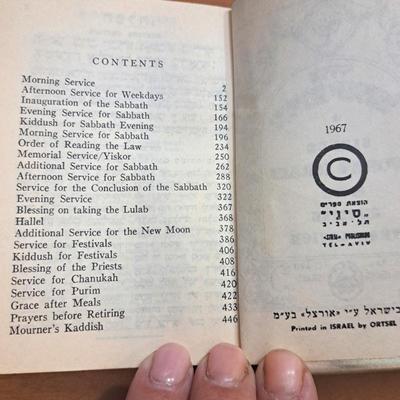 CONTENTS
Morning Service 2
Afternoon Service for Weekdays 152
Inauguration of the Sabbath 154
Evening Service for Sabbath 166
Kiddush for Sabbath Evening 194
Morning Service for Sabbath 196
Order of Reading the Law 234
Memorial Service/Yiskor 250
Additional Service for Sabbath 262
Afternoon Service for Sabbath 288
Service for the Conclusion of the Sabbath 320
Evening Service 322
Blessing on taking the Lulab 367
Hallel 368
Additional Service for the New Moon 378
Service for Festivals 386
Kiddush for Festivals 406
Blessing of the Priests 408
Service for Chanukah 416
Service for Purim 420
Grace after Meals 422
Prayers before Retiring 433
Mourner's Kaddish 446
1967
©
הוצאת ספרים
"סיני"
תל-אביב
«SINAI» PUBLISHING
TEL-AVIV
בישראל ע"י «אורצל» בע"מ
Printed in ISRAEL by ORTSEL